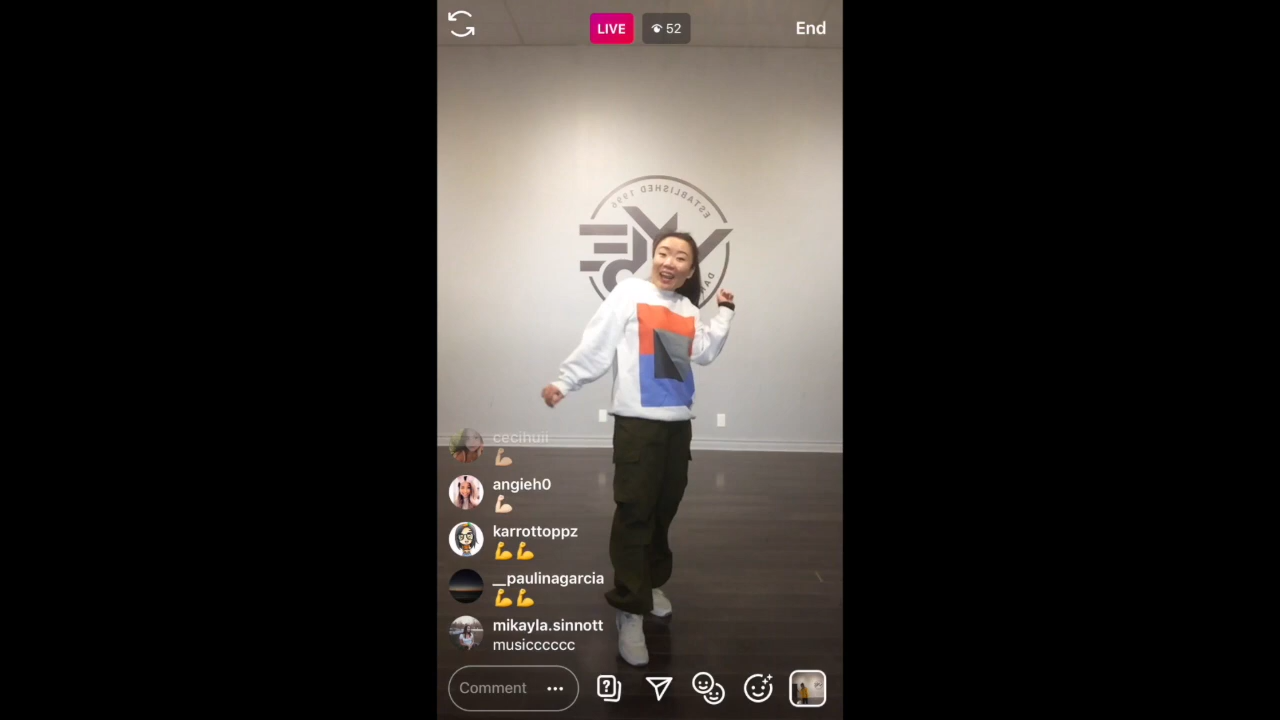 LIVE
52
End
ESTABLISHED 1996
cecihuii
angieh0
karrottoppz
__paulinagarcia
mikayla.sinnott
musicccccc
Comment